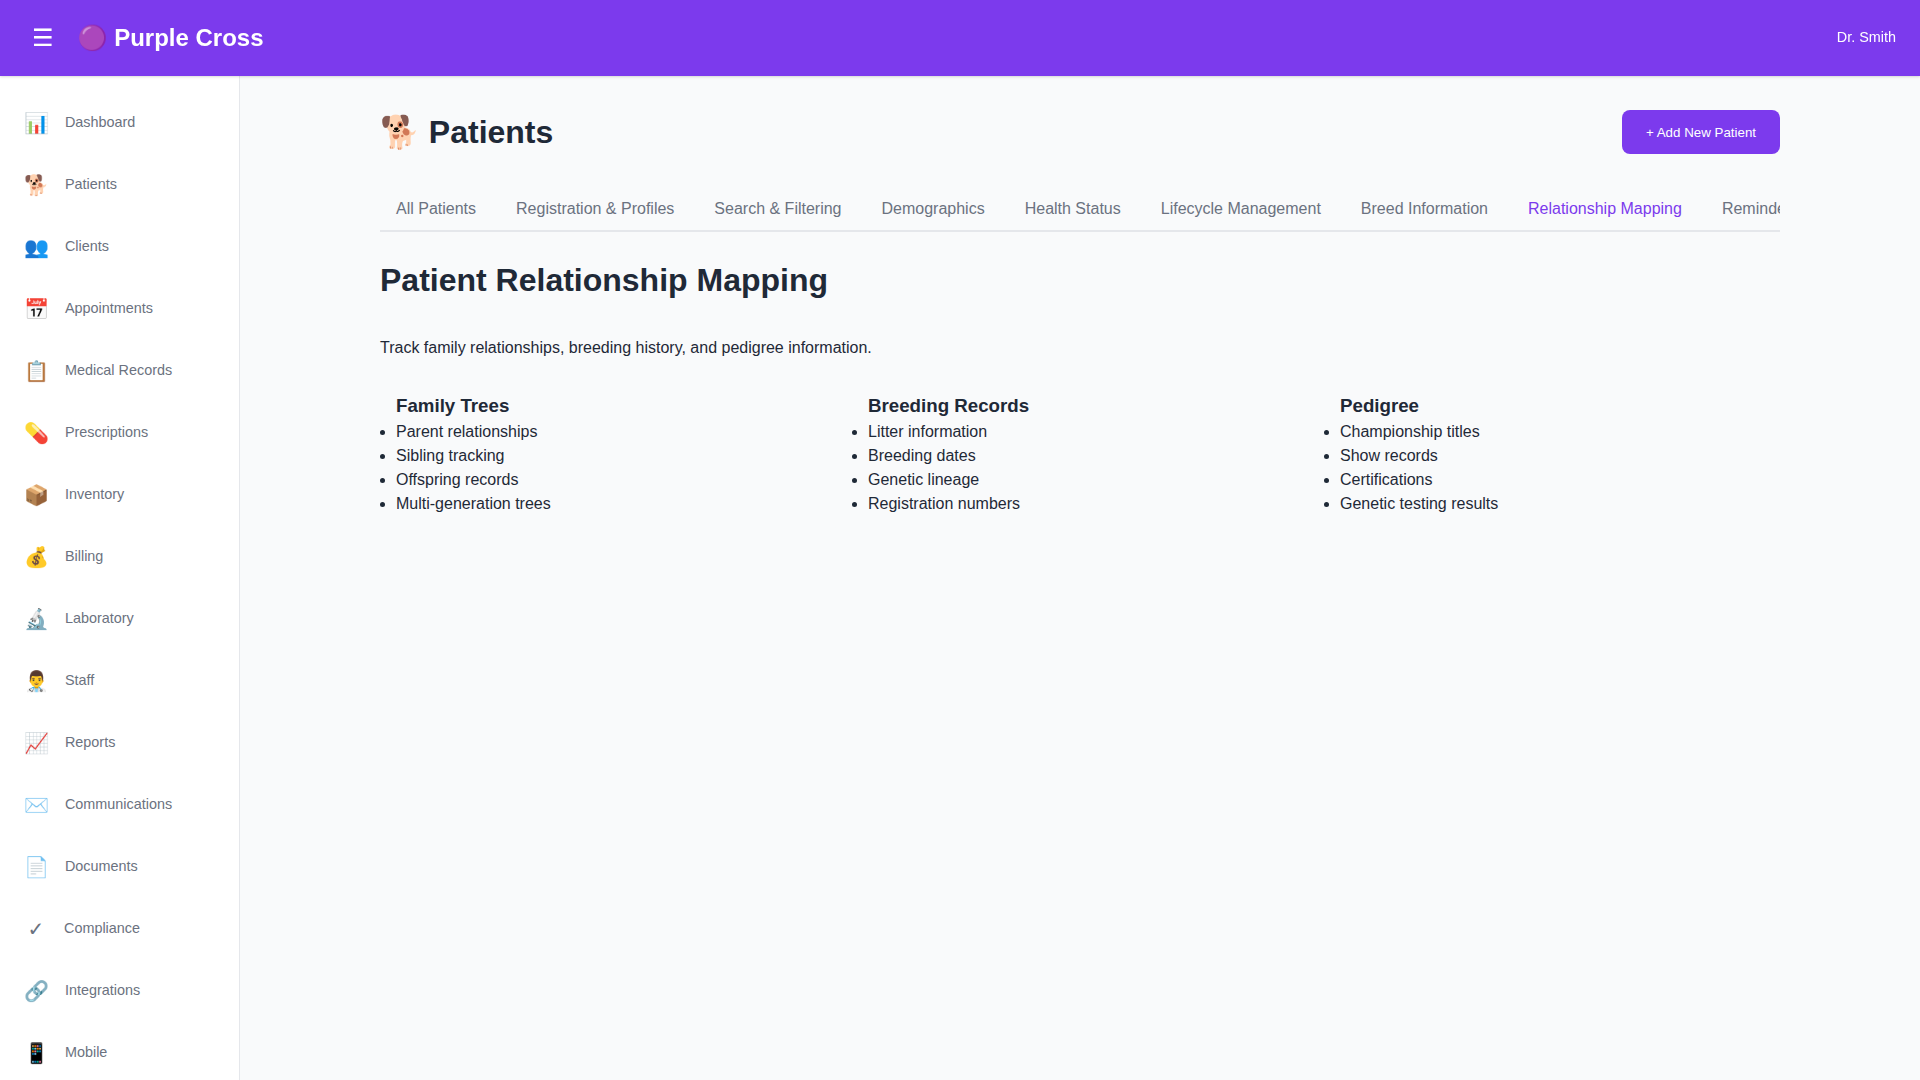 ☰ Purple Cross
Dr. Smith
Dashboard
Patients
Clients
Appointments
Medical Records
Prescriptions
Inventory
Billing
Laboratory
Staff
Reports
Communications
Documents
✓ Compliance
Integrations
Mobile
Patients
+ Add New Patient
All Patients Registration & Profiles Search & Filtering Demographics Health Status Lifecycle Management Breed Information Relationship Mapping Reminde
Patient Relationship Mapping
Track family relationships, breeding history, and pedigree information.
Family Trees
• Parent relationships
• Sibling tracking
• Offspring records
• Multi-generation trees
Breeding Records
• Litter information
• Breeding dates
• Genetic lineage
• Registration numbers
Pedigree
• Championship titles
• Show records
• Certifications
• Genetic testing results